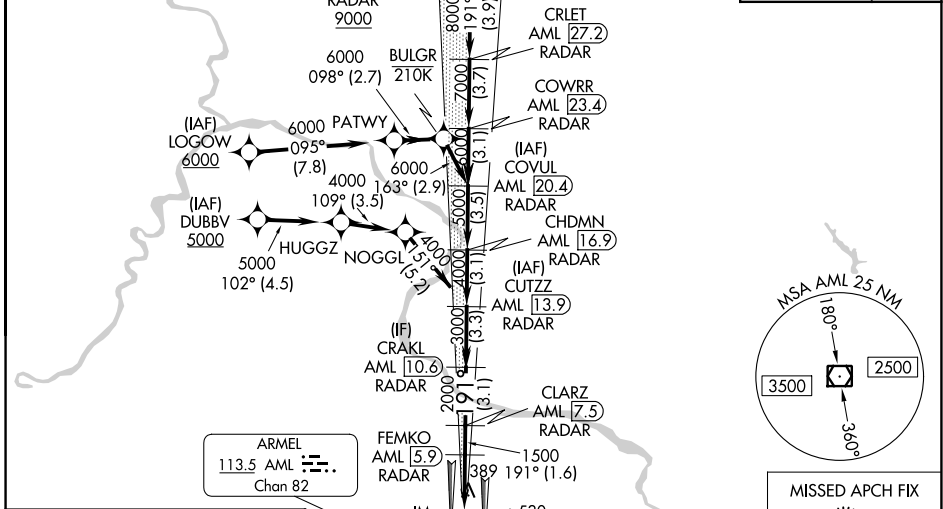 RADAR
9000
8000
191°
(3.9)
CRLET
AML 27.2
RADAR
6000
098° (2.7)
BULGR
210K
7000
(3.7)
COWRR
AML 23.4
RADAR
(IAF)
LOGOW
6000
6000
095°
(7.8)
PATWY
6000
(3.1)
6000
163° (2.9)
(IAF)
COVUL
AML 20.4
RADAR
4000
109° (3.5)
5000
(3.5)
(IAF)
DUBBV
5000
HUGGZ
NOGGL
5000
102° (4.5)
4000
151°
(5.2)
CHDMN
AML 16.9
RADAR
4000
(3.1)
(IAF)
CUTZZ
AML 13.9
RADAR
3000
(3.3)
(IF)
CRAKL
AML 10.6
RADAR
2000
191°
(3.1)
CLARZ
AML 7.5
RADAR
FEMKO
AML 5.9
RADAR
1500
191° (1.6)
389
ARMEL
113.5 AML
Chan 82
MSA AML 25 NM
180°
3500
2500
360°
MISSED APCH FIX